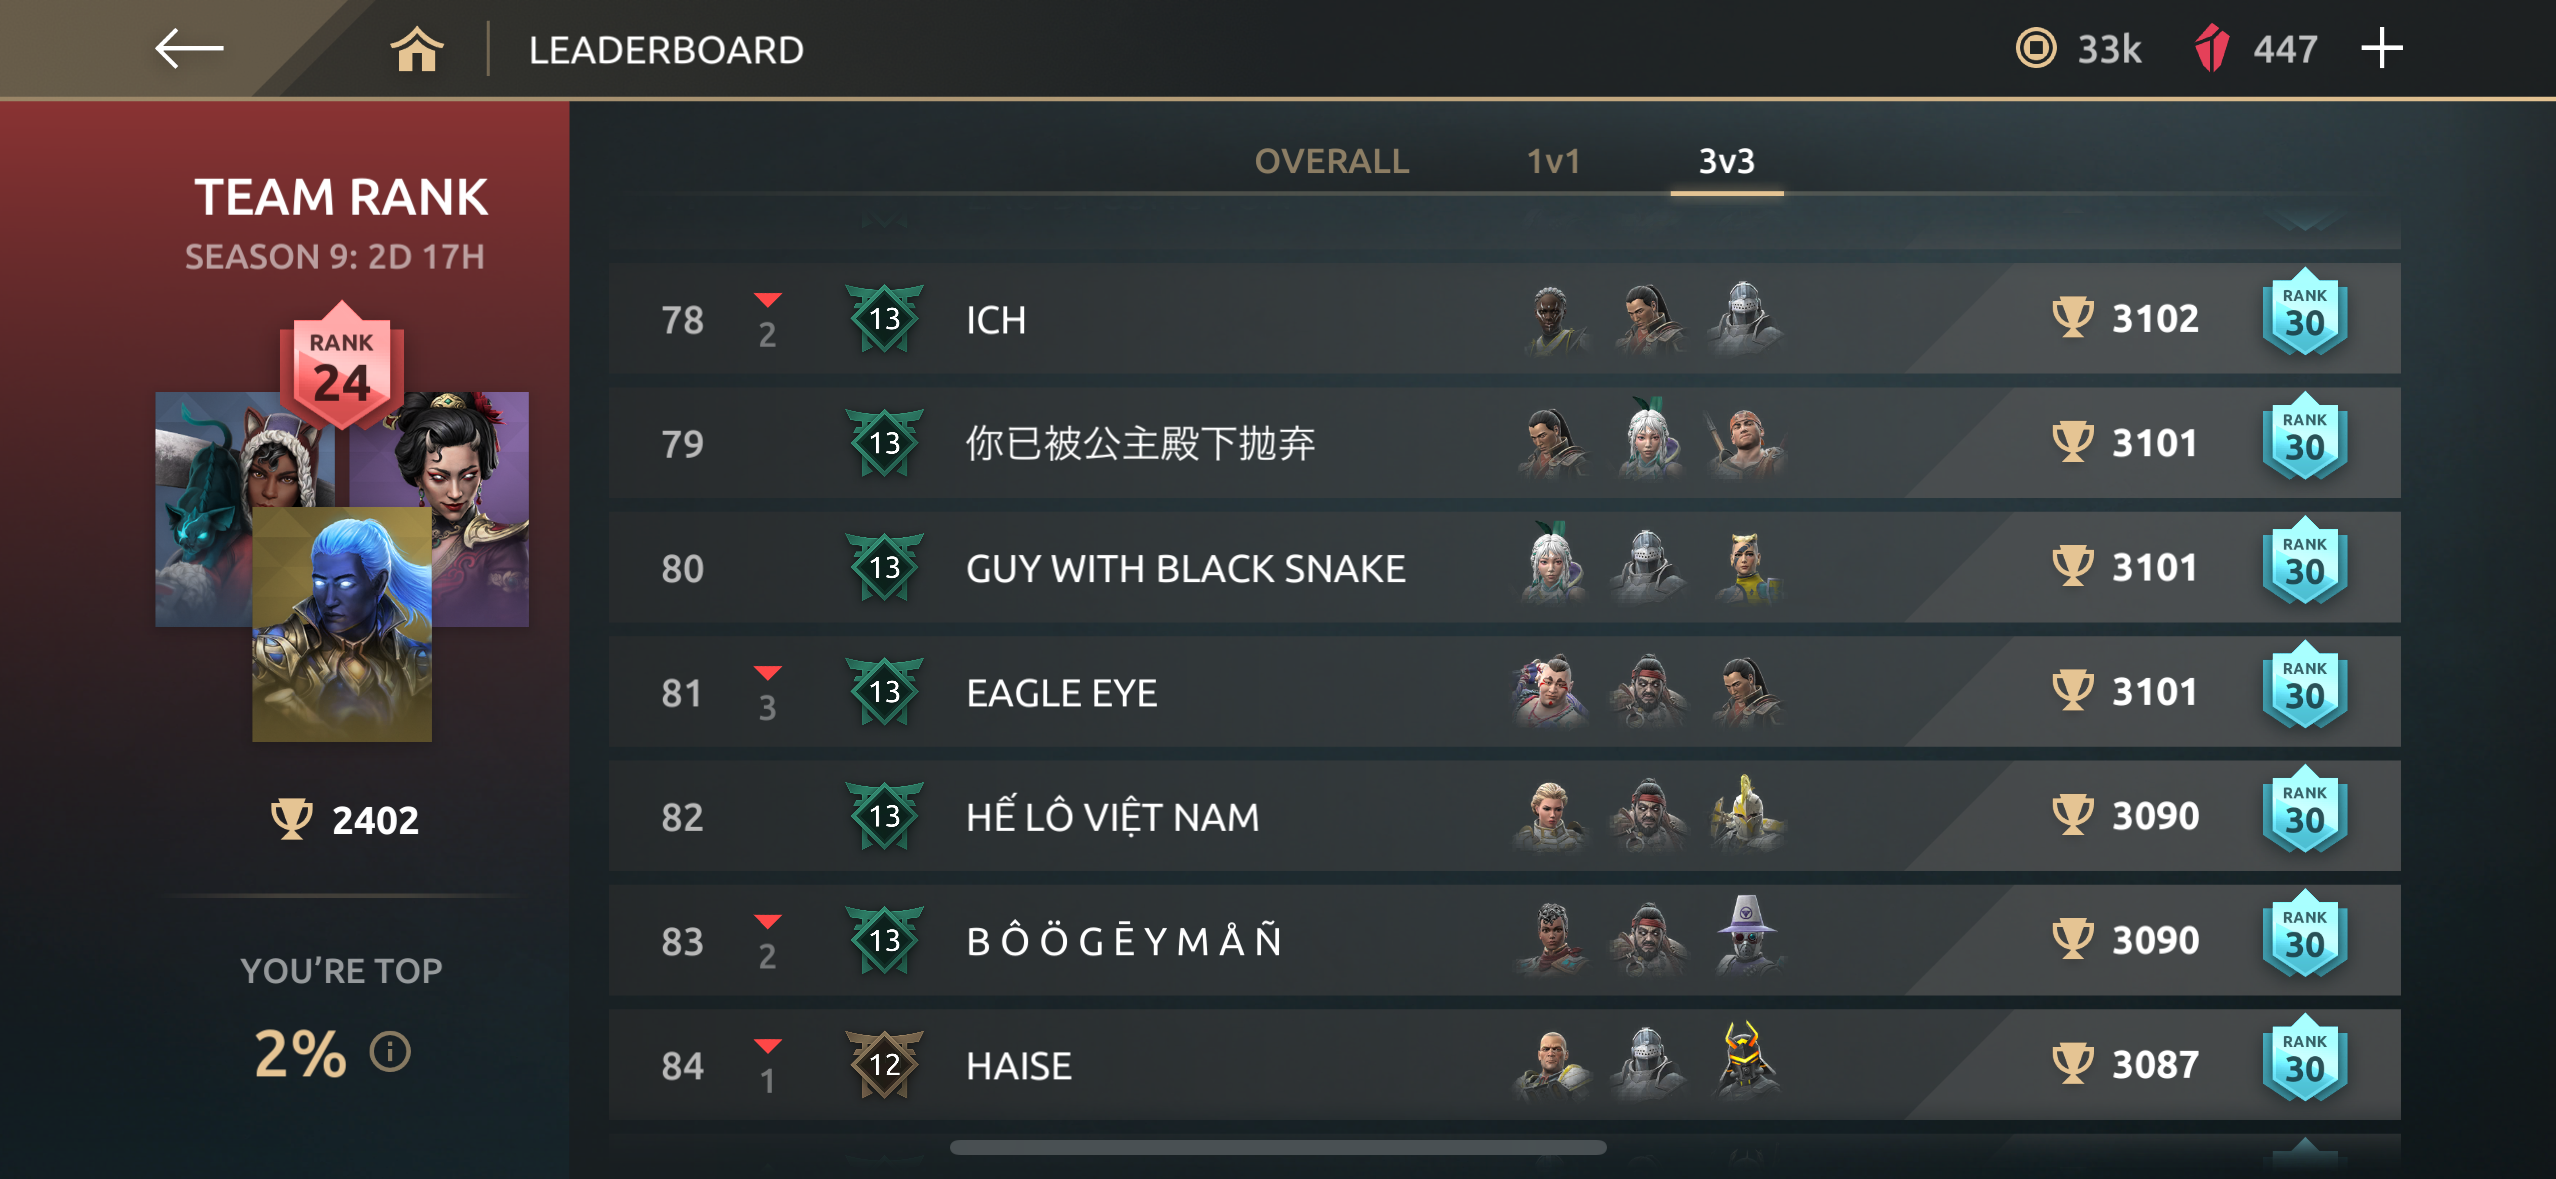 LEADERBOARD
33k
447
TEAM RANK
SEASON 9: 2D 17H
RANK
24
2402
YOU'RE TOP
2%
OVERALL 1v1 3v3
78 2 13 ICH 3102 RANK 30
79 13 你已被公主殿下抛弃 3101 RANK 30
80 13 GUY WITH BLACK SNAKE 3101 RANK 30
81 3 13 EAGLE EYE 3101 RANK 30
82 13 HẾ LÔ VIỆT NAM 3090 RANK 30
83 2 13 B Ô Ö G Ē Y M Å Ñ 3090 RANK 30
84 1 12 HAISE 3087 RANK 30